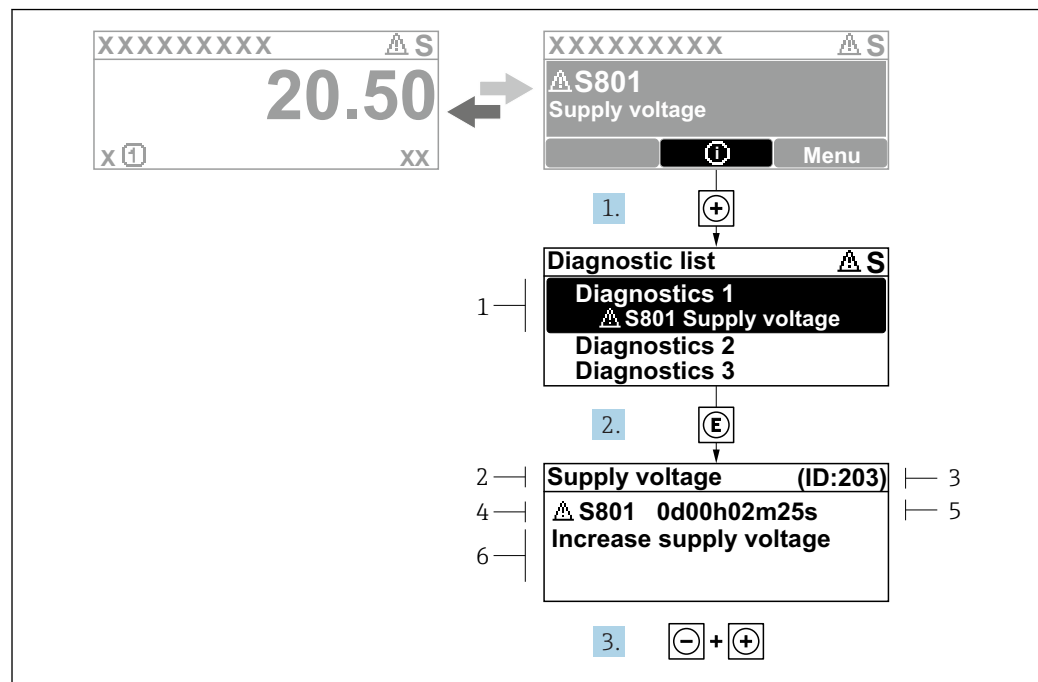 XXXXXXXXX ⚠ S
20.50
x ① xx
XXXXXXXXX ⚠ S
⚠ S801
Supply voltage
ⓘ Menu
1. +
Diagnostic list ⚠ S
1
Diagnostics 1
⚠ S801 Supply voltage
Diagnostics 2
Diagnostics 3
2. E
2 Supply voltage (ID:203) 3
4 ⚠ S801 0d00h02m25s 5
6 Increase supply voltage
3. − + +